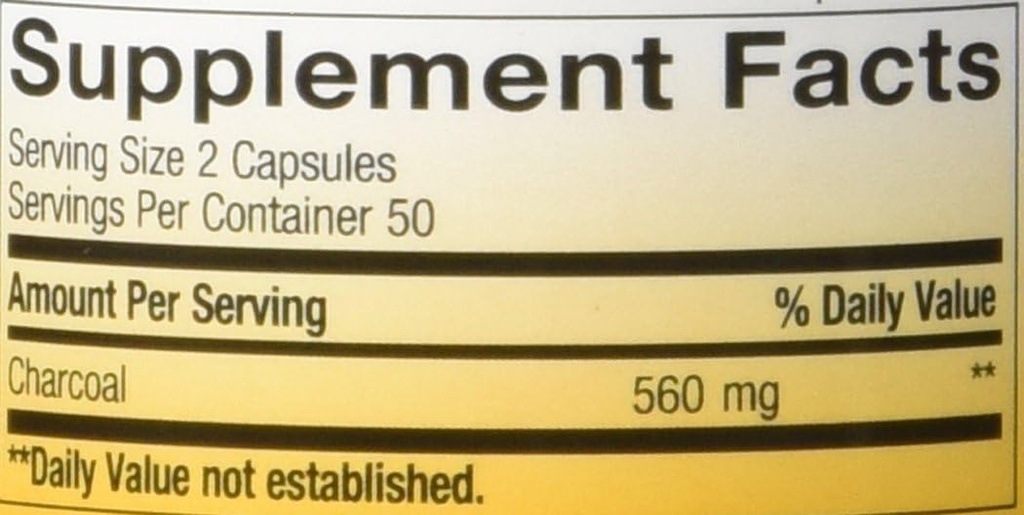 Supplement Facts
Serving Size 2 Capsules
Servings Per Container 50
Amount Per Serving % Daily Value
Charcoal 560 mg **
**Daily Value not established.